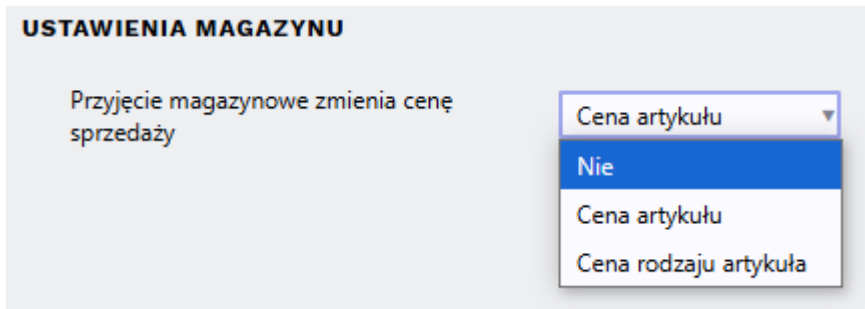 USTAWIENIA MAGAZYNU
Przyjęcie magazynowe zmienia cenę
sprzedaży
Cena artykułu
Nie
Cena artykułu
Cena rodzaju artykuła